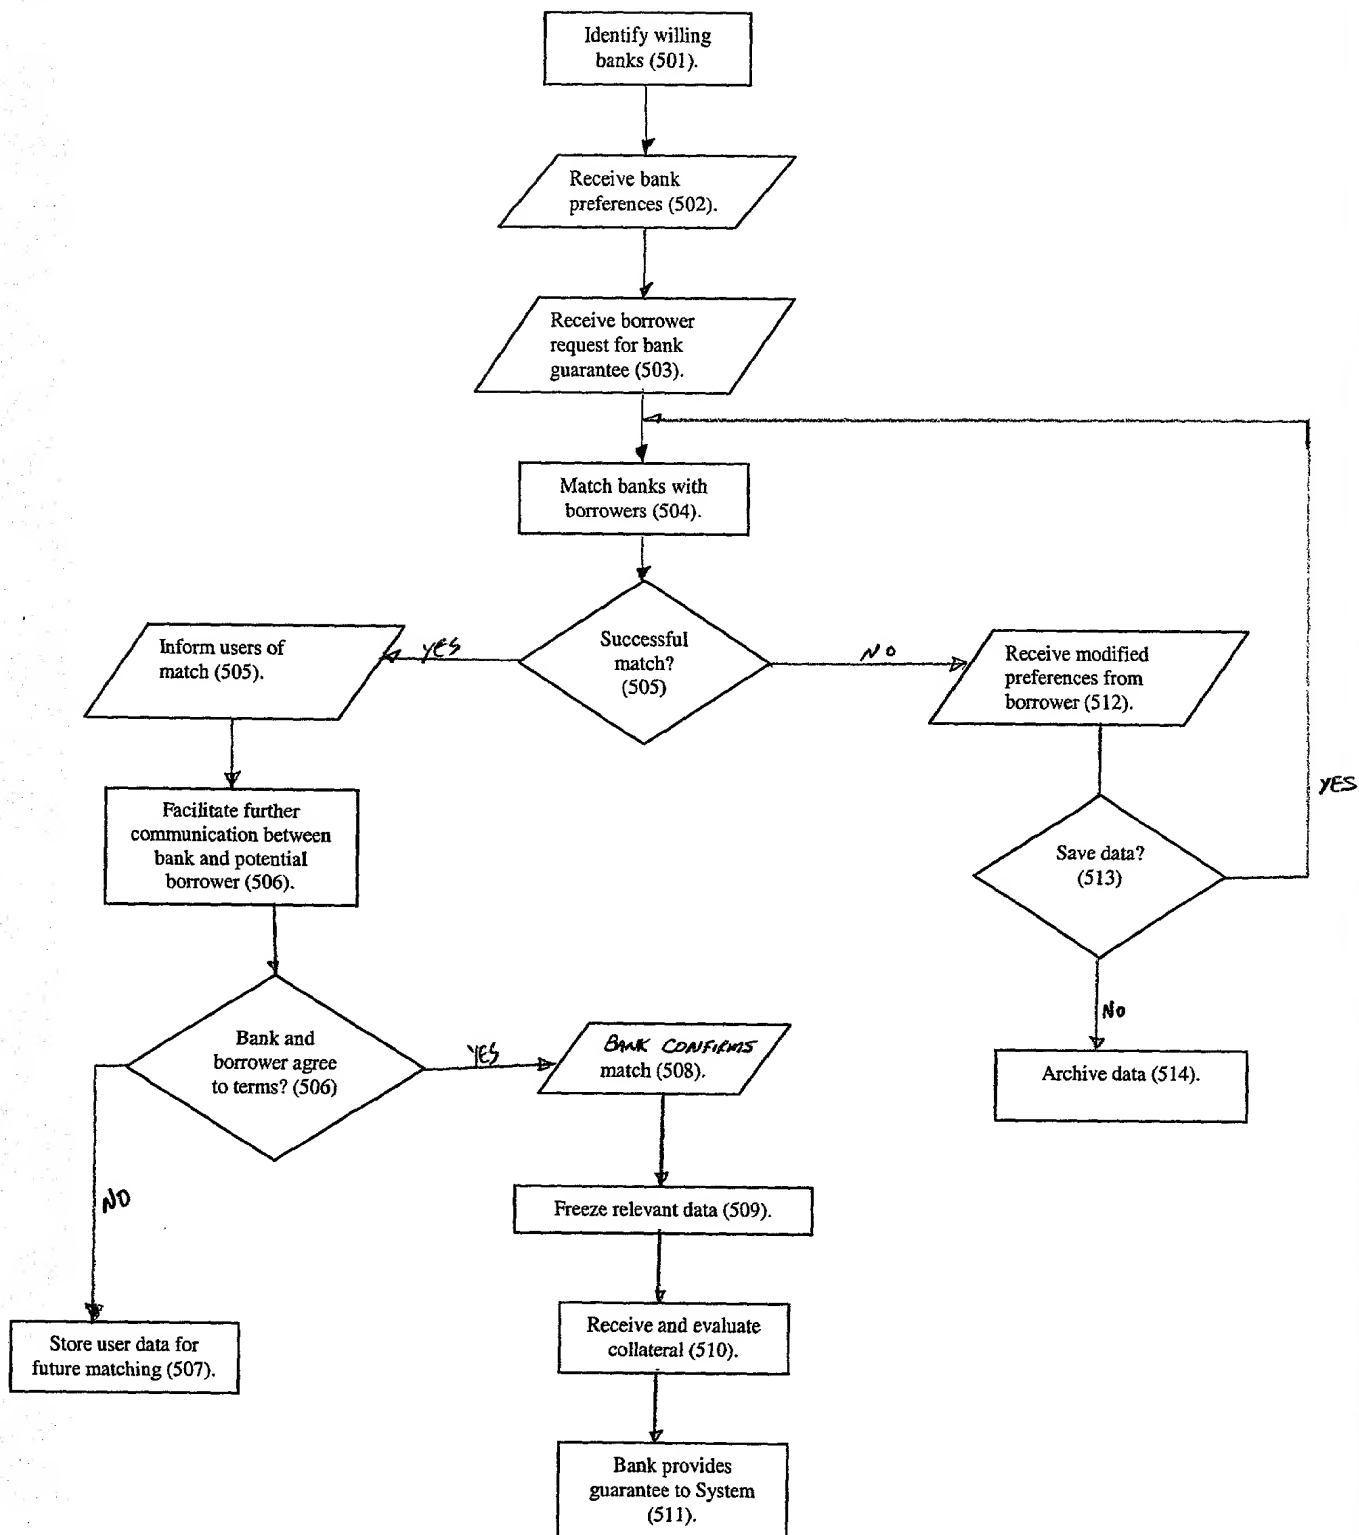 Identify willing
banks (501).
Receive bank
preferences (502).
Receive borrower
request for bank
guarantee (503).
Match banks with
borrowers (504).
Successful
match?
(505)
YES
NO
Inform users of
match (505).
Receive modified
preferences from
borrower (512).
YES
Facilitate further
communication between
bank and potential
borrower (506).
Save data?
(513)
NO
Bank and
borrower agree
to terms? (506)
YES
BANK CONFIRMS
match (508).
Archive data (514).
NO
Freeze relevant data (509).
Store user data for
future matching (507).
Receive and evaluate
collateral (510).
Bank provides
guarantee to System
(511).